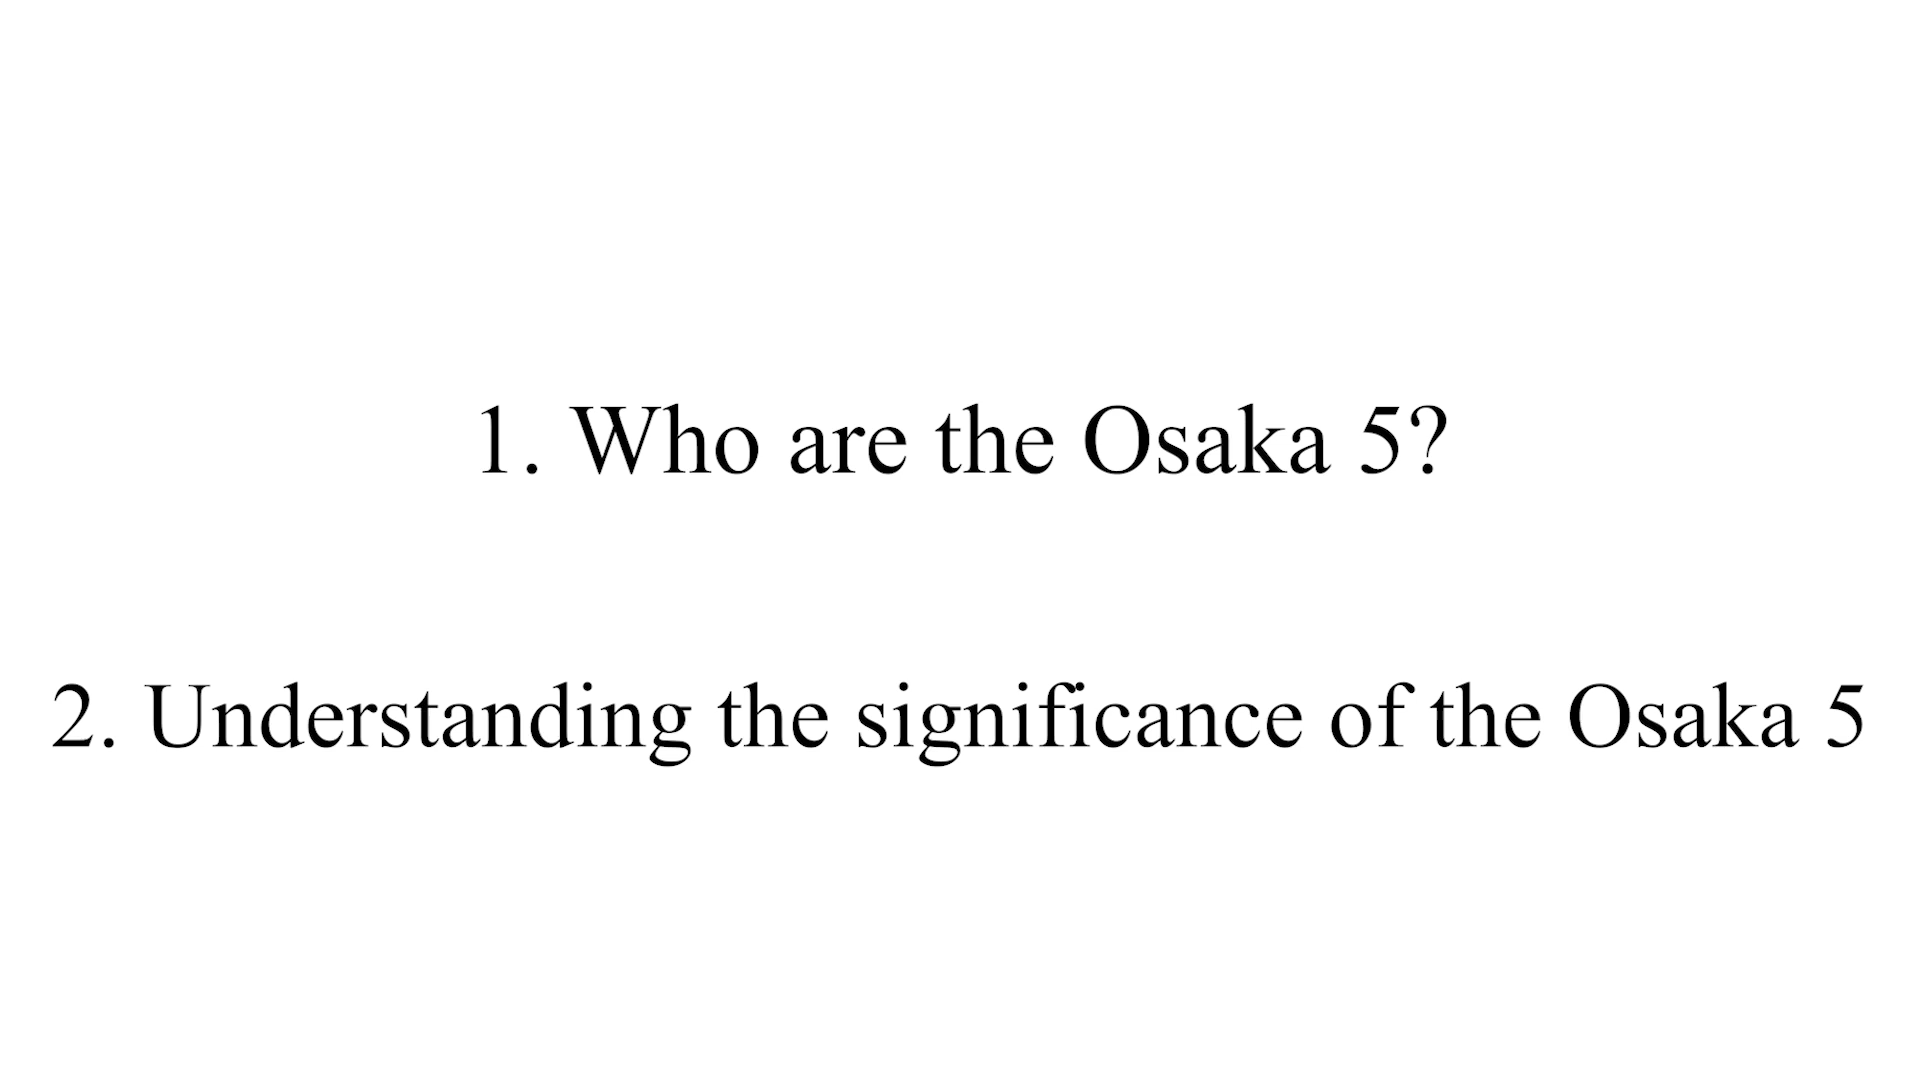 1. Who are the Osaka 5?
2. Understanding the significance of the Osaka 5